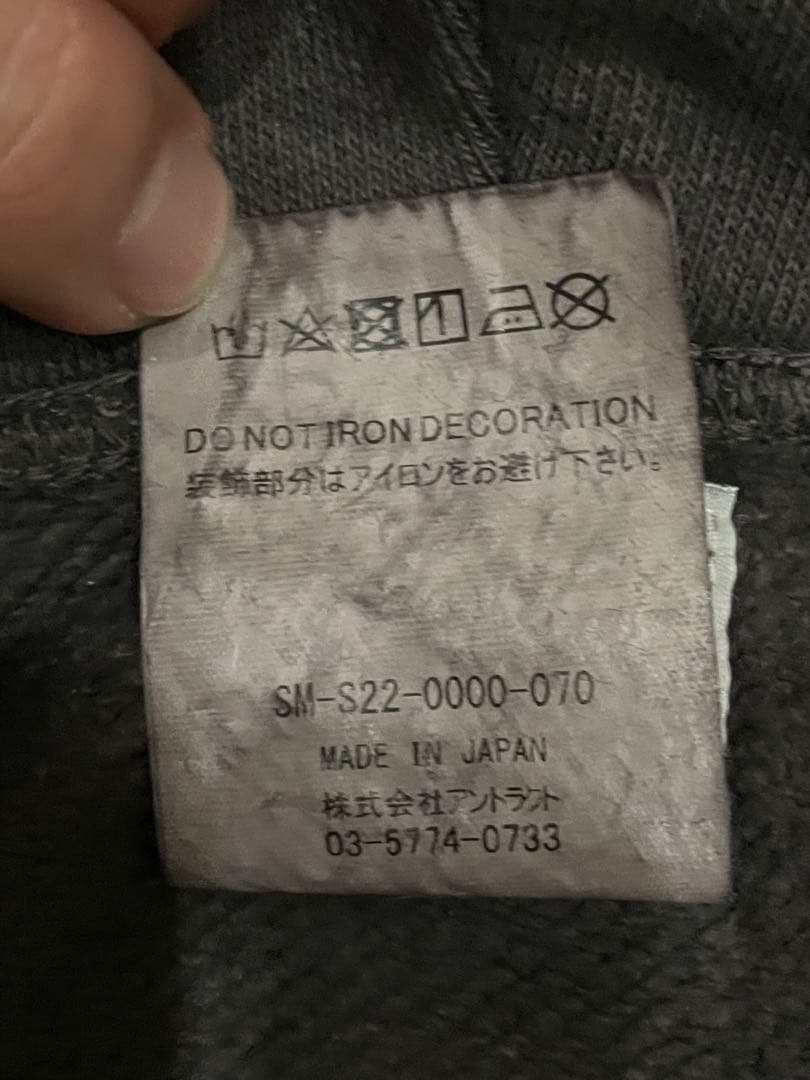 DO NOT IRON DECORATION
装飾部分はアイロンをお避け下さい。
SM-S22-0000-070
MADE IN JAPAN
株式会社アントラクト
03-5774-0733